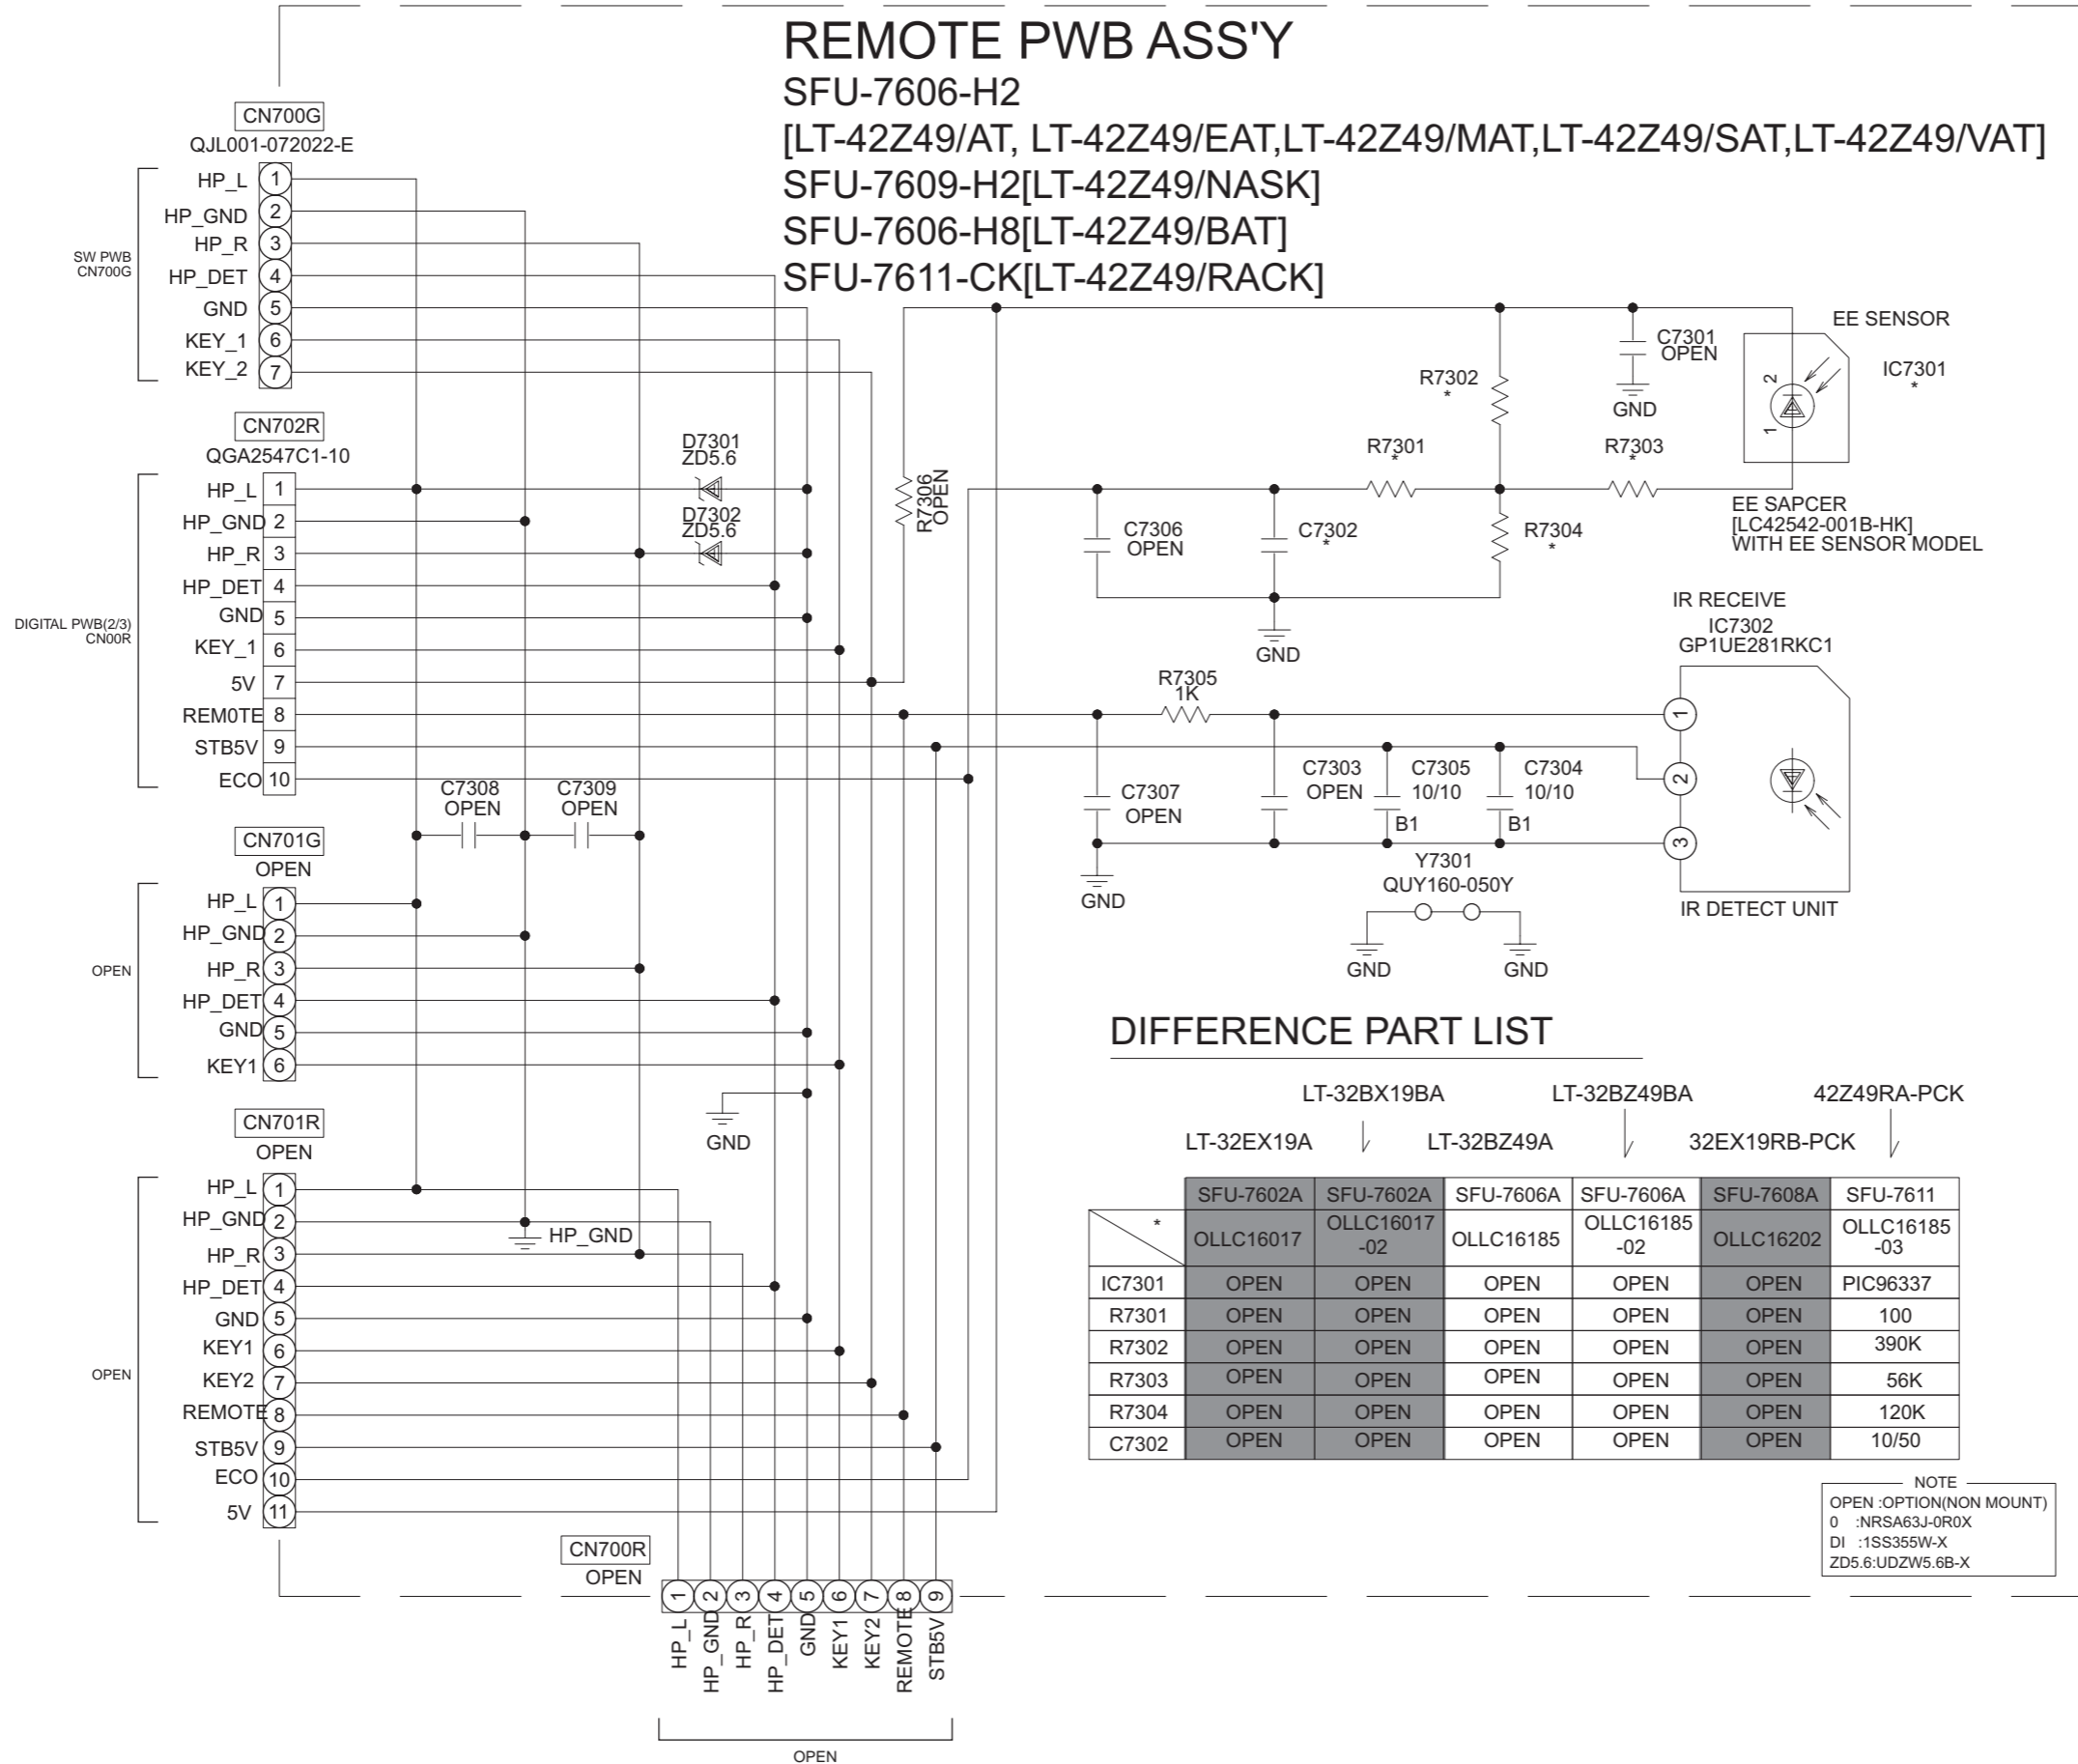 REMOTE PWB ASS'Y
SFU-7606-H2
[LT-42Z49/AT, LT-42Z49/EAT,LT-42Z49/MAT,LT-42Z49/SAT,LT-42Z49/VAT]
SFU-7609-H2[LT-42Z49/NASK]
SFU-7606-H8[LT-42Z49/BAT]
SFU-7611-CK[LT-42Z49/RACK]
CN700G
QJL001-072022-E
SW PWB
CN700G
HP_L 1
HP_GND 2
HP_R 3
HP_DET 4
GND 5
KEY_1 6
KEY_2 7
CN702R
QGA2547C1-10
DIGITAL PWB(2/3)
CN00R
HP_L 1
HP_GND 2
HP_R 3
HP_DET 4
GND 5
KEY_1 6
5V 7
REM0TE 8
STB5V 9
ECO 10
D7301
ZD5.6
D7302
ZD5.6
R7306
OPEN
C7308
OPEN
C7309
OPEN
CN701G
OPEN
OPEN
HP_L 1
HP_GND 2
HP_R 3
HP_DET 4
GND 5
KEY1 6
GND
CN701R
OPEN
OPEN
HP_L 1
HP_GND 2
HP_R 3
HP_DET 4
GND 5
KEY1 6
KEY2 7
REMOTE 8
STB5V 9
ECO 10
5V 11
HP_GND
CN700R
OPEN
1 2 3 4 5 6 7 8 9
HP_L
HP_GND
HP_R
HP_DET
GND
KEY1
KEY2
REMOTE
STB5V
OPEN
C7301
OPEN
GND
EE SENSOR
IC7301
*
2
1
R7302
*
R7301
*
R7303
*
R7304
*
C7306
OPEN
C7302
*
GND
EE SAPCER
[LC42542-001B-HK]
WITH EE SENSOR MODEL
IR RECEIVE
IC7302
GP1UE281RKC1
1
2
3
IR DETECT UNIT
R7305
1K
C7307
OPEN
C7303
OPEN
C7305
10/10
B1
C7304
10/10
B1
GND
Y7301
QUY160-050Y
GND GND
DIFFERENCE PART LIST
LT-32BX19BA LT-32BZ49BA 42Z49RA-PCK
LT-32EX19A LT-32BZ49A 32EX19RB-PCK
SFU-7602A SFU-7602A SFU-7606A SFU-7606A SFU-7608A SFU-7611
* OLLC16017 OLLC16017-02 OLLC16185 OLLC16185-02 OLLC16202 OLLC16185-03
IC7301 OPEN OPEN OPEN OPEN OPEN PIC96337
R7301 OPEN OPEN OPEN OPEN OPEN 100
R7302 OPEN OPEN OPEN OPEN OPEN 390K
R7303 OPEN OPEN OPEN OPEN OPEN 56K
R7304 OPEN OPEN OPEN OPEN OPEN 120K
C7302 OPEN OPEN OPEN OPEN OPEN 10/50
NOTE
OPEN :OPTION(NON MOUNT)
0 :NRSA63J-0R0X
DI :1SS355W-X
ZD5.6:UDZW5.6B-X